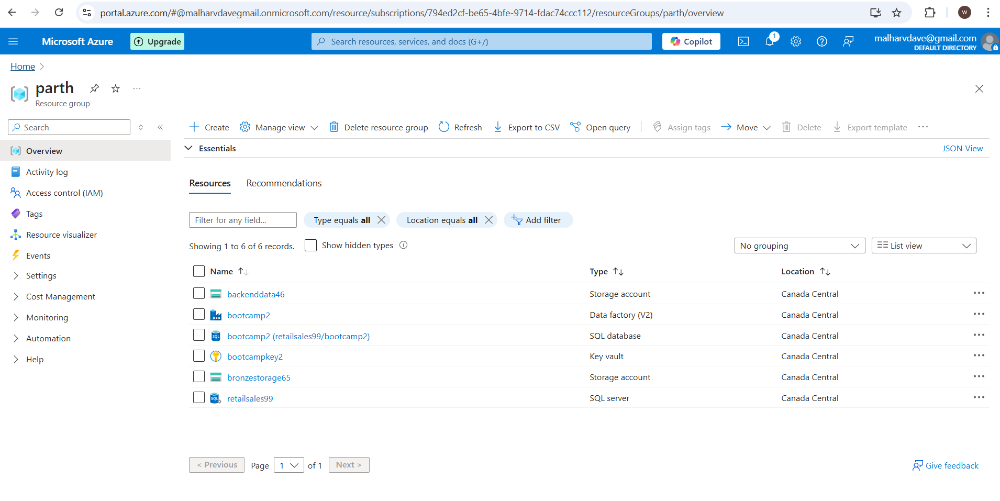 portal.azure.com/#@malharvdavegmail.onmicrosoft.com/resource/subscriptions/794ed2cf-be65-4bfe-9714-fdac74ccc112/resourceGroups/parth/overview
W
Microsoft Azure
Upgrade
Search resources, services, and docs (G+/)
Copilot
1
malharvdave@gmail.com
DEFAULT DIRECTORY
Home
parth
Resource group
Search
Create
Manage view
Delete resource group
Refresh
Export to CSV
Open query
Assign tags
Move
Delete
Export template
Essentials
JSON View
Overview
Activity log
Access control (IAM)
Tags
Resource visualizer
Events
Settings
Cost Management
Monitoring
Automation
Help
Resources
Recommendations
Filter for any field...
Type equals all
Location equals all
Add filter
Showing 1 to 6 of 6 records.
Show hidden types
No grouping
List view
Name
Type
Location
backenddata46
Storage account
Canada Central
bootcamp2
Data factory (V2)
Canada Central
SQL
bootcamp2 (retailsales99/bootcamp2)
SQL database
Canada Central
bootcampkey2
Key vault
Canada Central
bronzestorage65
Storage account
Canada Central
SQL
retailsales99
SQL server
Canada Central
< Previous
Page
1
of 1
Next >
Give feedback